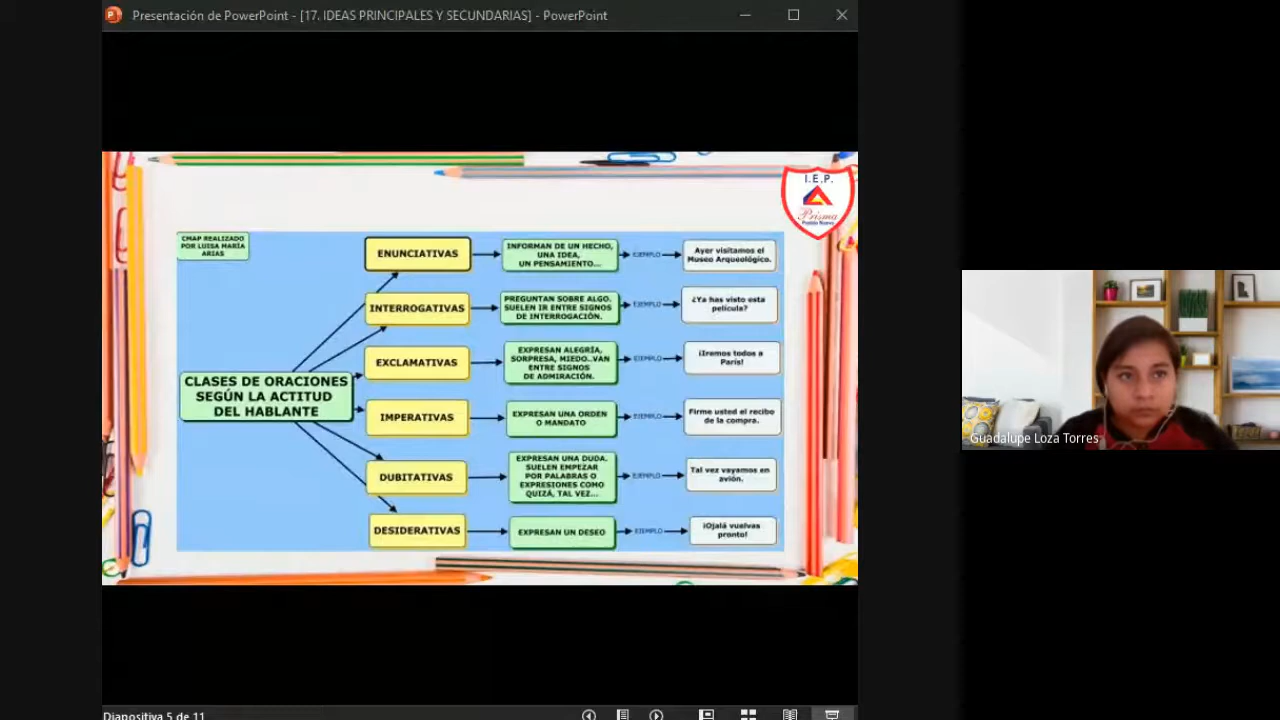 Presentación de PowerPoint - [17. IDEAS PRINCIPALES Y SECUNDARIAS] - PowerPoint
I.E.P.
Prisma
Pueblo Nuevo
CMAP REALIZADO
POR LUISA MARÍA
ARIAS
ENUNCIATIVAS
INFORMAN DE UN HECHO,
UNA IDEA,
UN PENSAMIENTO...
EJEMPLO
Ayer visitamos el
Museo Arqueológico.
INTERROGATIVAS
PREGUNTAN SOBRE ALGO.
SUELEN IR ENTRE SIGNOS
DE INTERROGACIÓN.
EJEMPLO
¿Ya has visto esta
película?
EXCLAMATIVAS
EXPRESAN ALEGRÍA,
SORPRESA, MIEDO..VAN
ENTRE SIGNOS
DE ADMIRACIÓN.
EJEMPLO
¡Iremos todos a
París!
CLASES DE ORACIONES
SEGÚN LA ACTITUD
DEL HABLANTE
IMPERATIVAS
EXPRESAN UNA ORDEN
O MANDATO
EJEMPLO
Firme usted el recibo
de la compra.
DUBITATIVAS
EXPRESAN UNA DUDA.
SUELEN EMPEZAR
POR PALABRAS O
EXPRESIONES COMO
QUIZÁ, TAL VEZ...
EJEMPLO
Tal vez vayamos en
avión.
DESIDERATIVAS
EXPRESAN UN DESEO
EJEMPLO
¡Ojalá vuelvas
pronto!
Guadalupe Loza Torres
Diapositiva 5 de 11